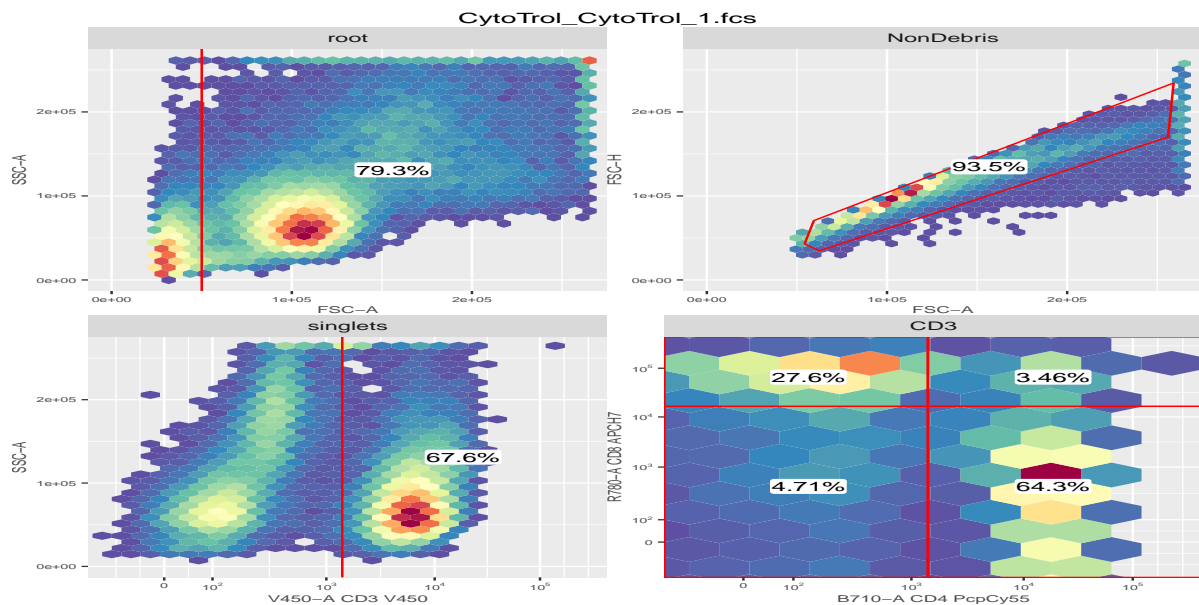 CytoTrol_CytoTrol_1.fcs
root
NonDebris
2e+05
1e+05
0e+00
SSC-A
79.3%
0e+00
1e+05
2e+05
FSC-A
2e+05
1e+05
0e+00
FSC-H
93.5%
0e+00
1e+05
2e+05
FSC-A
singlets
CD3
2e+05
1e+05
0e+00
SSC-A
67.6%
0
10²
10³
10⁴
10⁵
V450-A CD3 V450
10⁵
10⁴
10³
10²
0
R780-A CD8 APCH7
27.6%
3.46%
4.71%
64.3%
0
10²
10³
10⁴
10⁵
B710-A CD4 PcpCy55